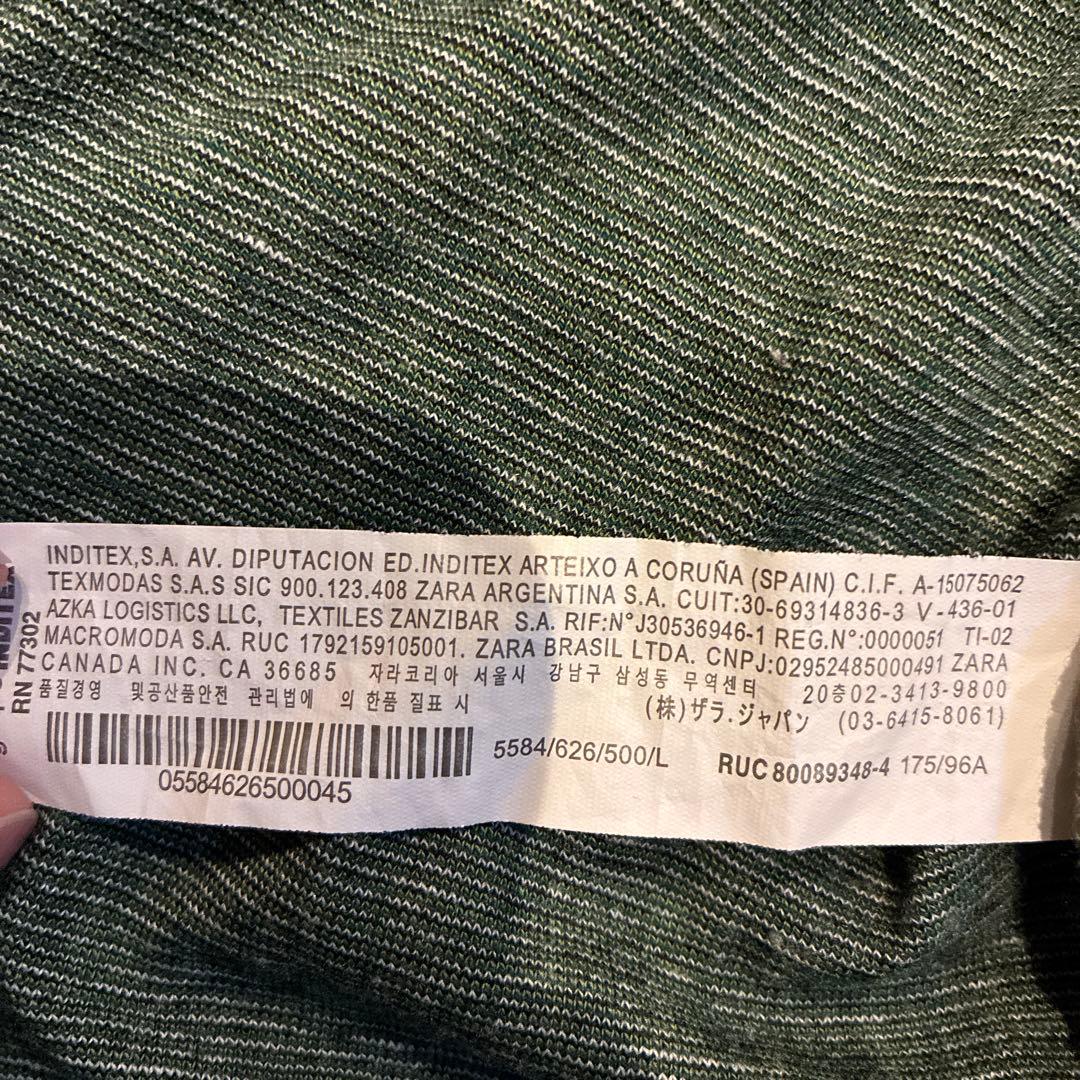 INDITEX,S.A. AV. DIPUTACION ED.INDITEX ARTEIXO A CORUÑA (SPAIN) C.I.F. A-15075062
TEXMODAS S.A.S SIC 900.123.408 ZARA ARGENTINA S.A. CUIT:30-69314836-3 V-436-01
AZKA LOGISTICS LLC, TEXTILES ZANZIBAR S.A. RIF:N°J30536946-1 REG.N°:0000051 TI-02
MACROMODA S.A. RUC 1792159105001. ZARA BRASIL LTDA. CNPJ:02952485000491 ZARA
CANADA INC. CA 36685 자라코리아 서울시 강남구 삼성동 무역센터 20층02-3413-9800
품질경영 및공산품안전 관리법에 의 한품 질표 시 (株)ザラ.ジャパン (03-6415-8061)
05584626500045
5584/626/500/L
RUC 80089348-4 175/96A
RN 77302
INDITEX